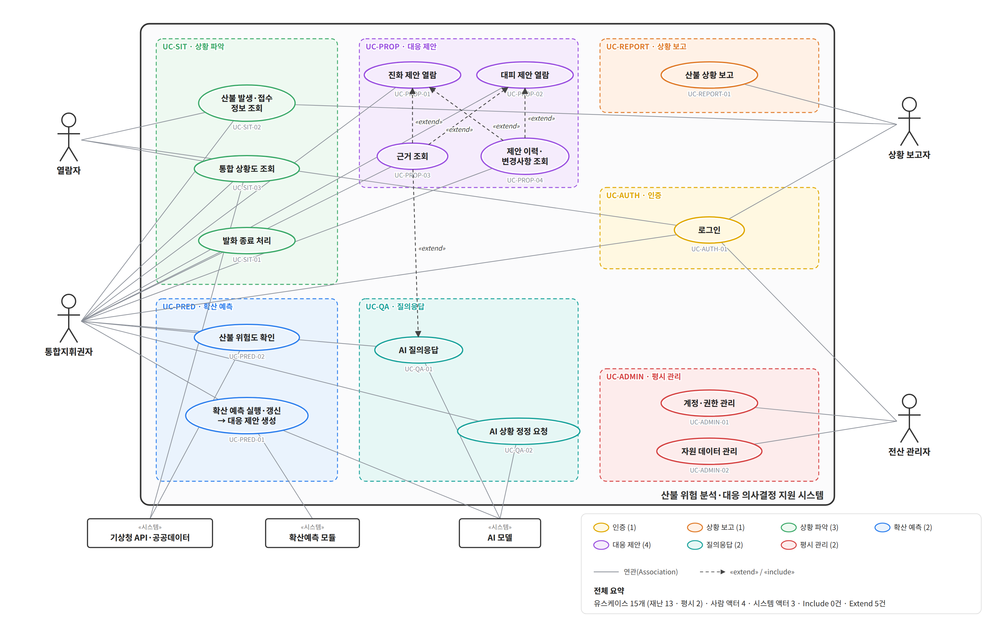 UC-SIT · 상황 파악
산불 발생·접수
정보 조회
UC-SIT-02
통합 상황도 조회
UC-SIT-03
발화 종료 처리
UC-SIT-01
UC-PROP · 대응 제안
진화 제안 열람
UC-PROP-01
대피 제안 열람
UC-PROP-02
«extend»
«extend»
«extend»
«extend»
근거 조회
UC-PROP-03
제안 이력·
변경사항 조회
UC-PROP-04
«extend»
UC-REPORT · 상황 보고
산불 상황 보고
UC-REPORT-01
UC-AUTH · 인증
로그인
UC-AUTH-01
열람자
통합지휘권자
상황 보고자
전산 관리자
UC-PRED · 확산 예측
산불 위험도 확인
UC-PRED-02
확산 예측 실행·갱신
→ 대응 제안 생성
UC-PRED-01
UC-QA · 질의응답
AI 질의응답
UC-QA-01
AI 상황 정정 요청
UC-QA-02
UC-ADMIN · 평시 관리
계정·권한 관리
UC-ADMIN-01
자원 데이터 관리
UC-ADMIN-02
산불 위험 분석·대응 의사결정 지원 시스템
«시스템»
기상청 API·공공데이터
«시스템»
확산예측 모듈
«시스템»
AI 모델
인증 (1)
상황 보고 (1)
상황 파악 (3)
확산 예측 (2)
대응 제안 (4)
질의응답 (2)
평시 관리 (2)
연관(Association)
«extend» / «include»
전체 요약
유스케이스 15개 (재난 13 · 평시 2) · 사람 액터 4 · 시스템 액터 3 · Include 0건 · Extend 5건